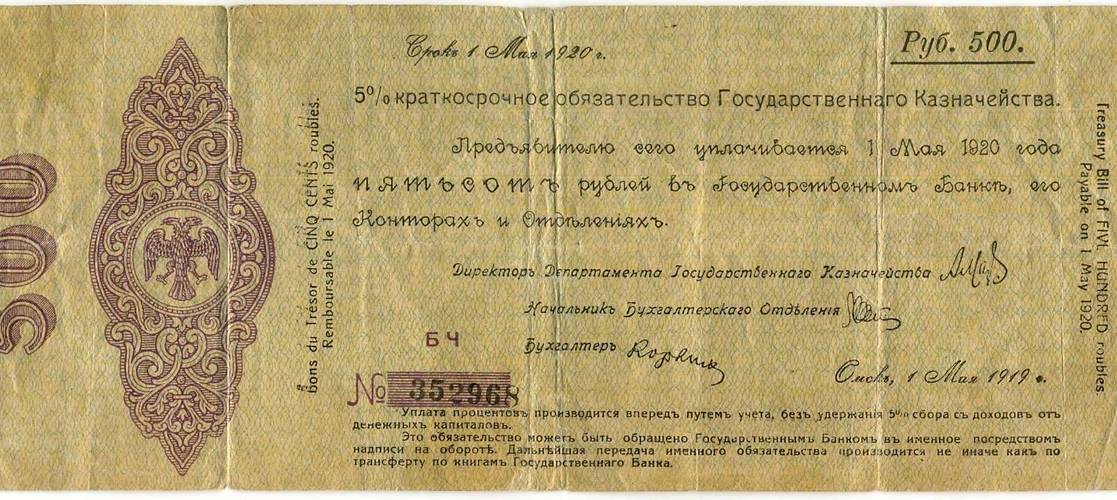 500
Bons du Trésor de CINQ CENTS roubles.
Remboursable le 1 Mai 1920.
Срокъ 1 Мая 1920 г.
Руб. 500.
5% краткосрочное обязательство Государственнаго Казначейства.
Предъявителю сего уплачивается 1 Мая 1920 года
пятьсотъ рублей въ Государственномъ Банкѣ, его
Конторахъ и Отдѣленіяхъ.
Директоръ Департамента Государственнаго Казначейства
Начальникъ Бухгалтерскаго Отдѣленія
Бухгалтеръ
БЧ
№ 352968
Омскъ, 1 Мая 1919 г.
Уплата процентовъ производится впередъ путемъ учета, безъ удержанія 5% сбора съ доходовъ отъ
денежныхъ капиталовъ.
Это обязательство можетъ быть обращено Государственнымъ Банкомъ въ именное посредствомъ
надписи на оборотѣ. Дальнѣйшая передача именного обязательства производится не иначе какъ по
трансферту по книгамъ Государственнаго Банка.
Treasury Bill of FIVE HUNDRED roubles.
Payable on 1 May 1920.